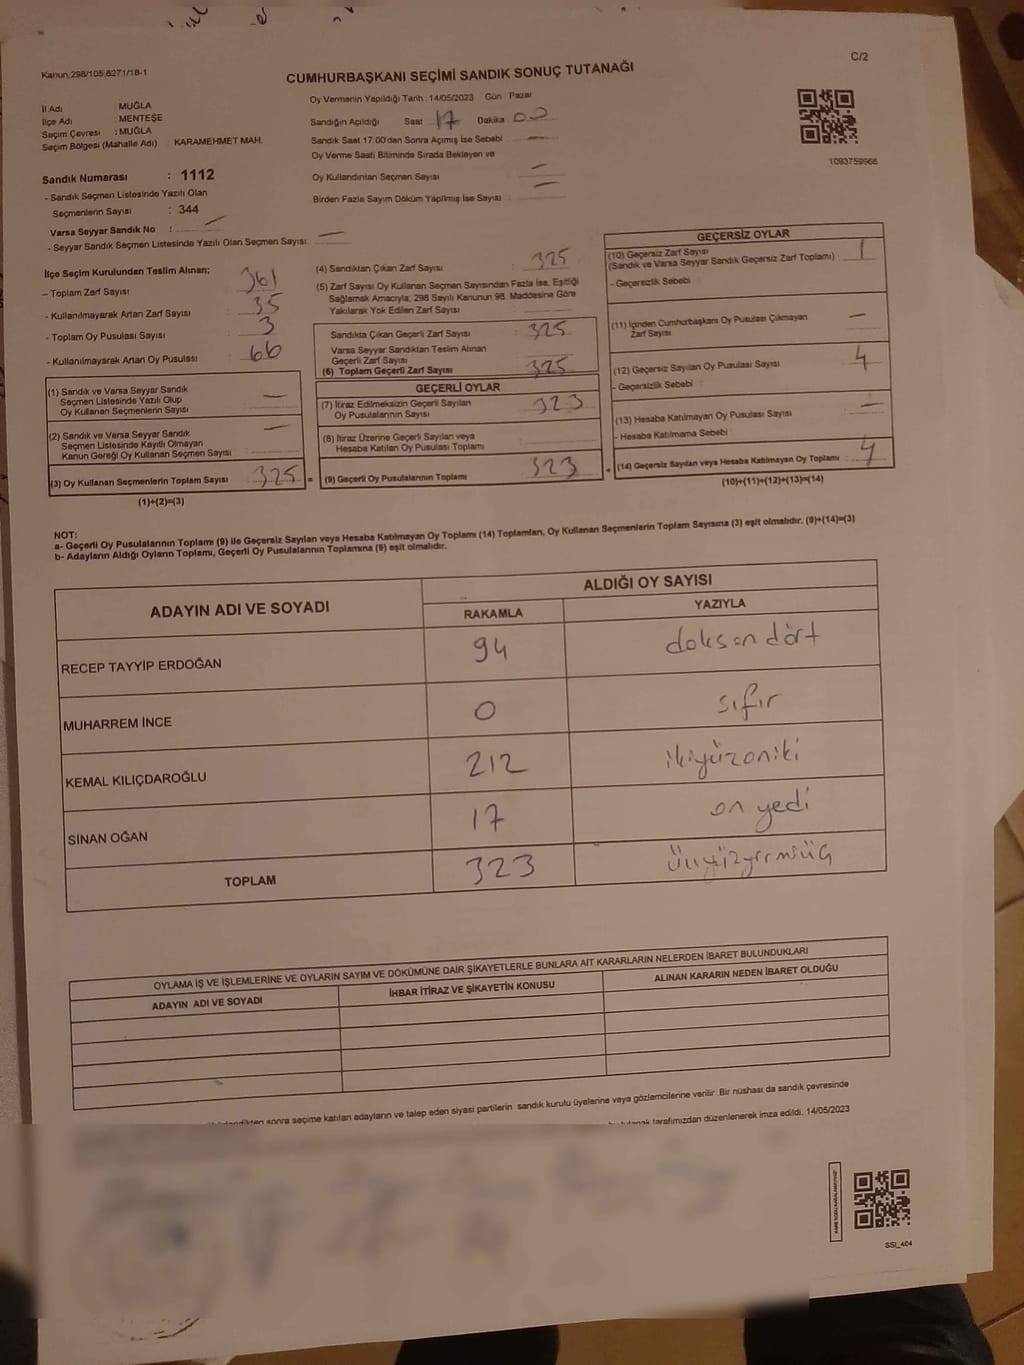 Kanun:298/105,6271/18-1
C/2
CUMHURBAŞKANI SEÇİMİ SANDIK SONUÇ TUTANAĞI
İl Adı : MUĞLA
İlçe Adı : MENTEŞE
Seçim Çevresi : MUĞLA
Seçim Bölgesi (Mahalle Adı) : KARAMEHMET MAH.
Oy Vermenin Yapıldığı Tarih : 14/05/2023 Gün Pazar
Sandığın Açıldığı Saat 17 Dakika 00
Sandık Saat 17.00'den Sonra Açımış İse Sebebi : —
Oy Verme Saati Bitiminde Sırada Bekleyen ve
Oy Kullandırılan Seçmen Sayısı : —
Birden Fazla Sayım Döküm Yapılmış İse Sayısı : —
1093759966
Sandık Numarası : 1112
- Sandık Seçmen Listesinde Yazılı Olan
Seçmenlerin Sayısı : 344
Varsa Seyyar Sandık No : —
- Seyyar Sandık Seçmen Listesinde Yazılı Olan Seçmen Sayısı : —
İlçe Seçim Kurulundan Teslim Alınan;
– Toplam Zarf Sayısı : 361
- Kullanılmayarak Artan Zarf Sayısı : 35
- Toplam Oy Pusulası Sayısı : 3
- Kullanılmayarak Artan Oy Pusulası : 66
(1) Sandık ve Varsa Seyyar Sandık
Seçmen Listesinde Yazılı Olup
Oy Kullanan Seçmenlerin Sayısı : —
(2) Sandık ve Varsa Seyyar Sandık
Seçmen Listesinde Kayıtlı Olmayan
Kanun Gereği Oy Kullanan Seçmen Sayısı : —
(3) Oy Kullanan Seçmenlerin Toplam Sayısı : 325 =
(1)+(2)=(3)
(4) Sandıktan Çıkan Zarf Sayısı : 325
(5) Zarf Sayısı Oy Kullanan Seçmen Sayısından Fazla İse, Eşitliği
Sağlamak Amacıyla, 298 Sayılı Kanunun 98. Maddesine Göre
Yakılarak Yok Edilen Zarf Sayısı :
Sandıkta Çıkan Geçerli Zarf Sayısı : 325
Varsa Seyyar Sandıktan Teslim Alınan
Geçerli Zarf Sayısı :
(6) Toplam Geçerli Zarf Sayısı : 325
GEÇERLİ OYLAR
(7) İtiraz Edilmeksizin Geçerli Sayılan
Oy Pusulalarının Sayısı : 323
(8) İtiraz Üzerine Geçerli Sayılan veya
Hesaba Katılan Oy Pusulası Toplamı :
(9) Geçerli Oy Pusulalarının Toplamı : 323 +
GEÇERSİZ OYLAR
(10) Geçersiz Zarf Sayısı
(Sandık ve Varsa Seyyar Sandık Geçersiz Zarf Toplamı) : 1
- Geçersizlik Sebebi :
(11) İçinden Cumhurbaşkanı Oy Pusulası Çıkmayan
Zarf Sayısı : —
(12) Geçersiz Sayılan Oy Pusulası Sayısı : 4
- Geçersizlik Sebebi :
(13) Hesaba Katılmayan Oy Pusulası Sayısı : —
- Hesaba Katılmama Sebebi :
(14) Geçersiz Sayılan veya Hesaba Katılmayan Oy Toplamı : 4
(10)+(11)+(12)+(13)=(14)
NOT:
a- Geçerli Oy Pusulalarının Toplamı (9) ile Geçersiz Sayılan veya Hesaba Katılmayan Oy Toplamı (14) Toplamları, Oy Kullanan Seçmenlerin Toplam Sayısına (3) eşit olmalıdır. (9)+(14)=(3)
b- Adayların Aldığı Oyların Toplamı, Geçerli Oy Pusulalarının Toplamına (9) eşit olmalıdır.
ADAYIN ADI VE SOYADI ALDIĞI OY SAYISI
RAKAMLA YAZIYLA
RECEP TAYYİP ERDOĞAN 94 doksan dört
MUHARREM İNCE 0 sıfır
KEMAL KILIÇDAROĞLU 212 ikiyüzoniki
SİNAN OĞAN 17 on yedi
TOPLAM 323
OYLAMA İŞ VE İŞLEMLERİNE VE OYLARIN SAYIM VE DÖKÜMÜNE DAİR ŞİKAYETLERLE BUNLARA AİT KARARLARIN NELERDEN İBARET BULUNDUKLARI
ADAYIN ADI VE SOYADI İHBAR İTİRAZ VE ŞİKAYETİN KONUSU ALINAN KARARIN NEDEN İBARET OLDUĞU
sonra seçime katılan adayların ve talep eden siyasi partilerin sandık kurulu üyelerine veya gözlemcilerine verilir. Bir nüshası da sandık çevresinde
tarafımızdan düzenlenerek imza edildi. 14/05/2023
SSI_404